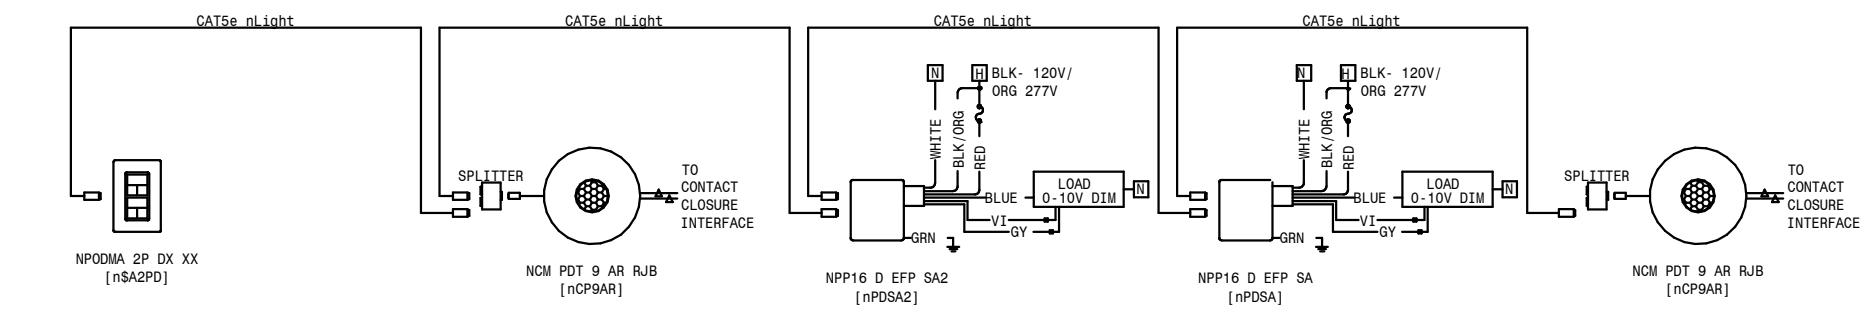 CAT5e nLight
CAT5e nLight
CAT5e nLight
CAT5e nLight
NPODMA 2P DX XX
[n$A2PD]
SPLITTER
TO
CONTACT
CLOSURE
INTERFACE
NCM PDT 9 AR RJB
[nCP9AR]
N
H
BLK- 120V/
ORG 277V
WHITE
BLK/ORG
RED
BLUE
LOAD
0-10V DIM
N
VI
GY
GRN
NPP16 D EFP SA2
[nPDSA2]
N
H
BLK- 120V/
ORG 277V
WHITE
BLK/ORG
RED
BLUE
LOAD
0-10V DIM
N
VI
GY
GRN
NPP16 D EFP SA
[nPDSA]
SPLITTER
TO
CONTACT
CLOSURE
INTERFACE
NCM PDT 9 AR RJB
[nCP9AR]